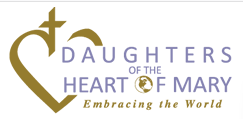 DAUGHTERS
OF THE
HEART OF MARY
Embracing the World